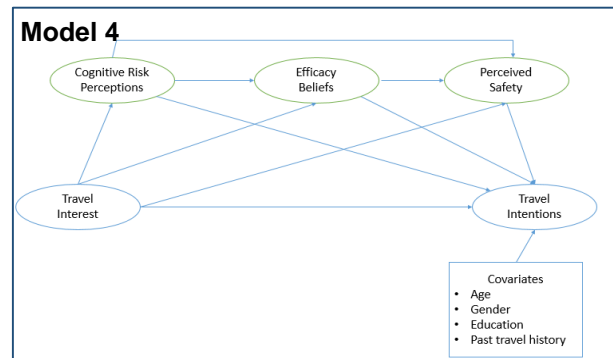 Model 4
Cognitive Risk
Perceptions
Efficacy
Beliefs
Perceived
Safety
Travel
Interest
Travel
Intentions
Covariates
• Age
• Gender
• Education
• Past travel history